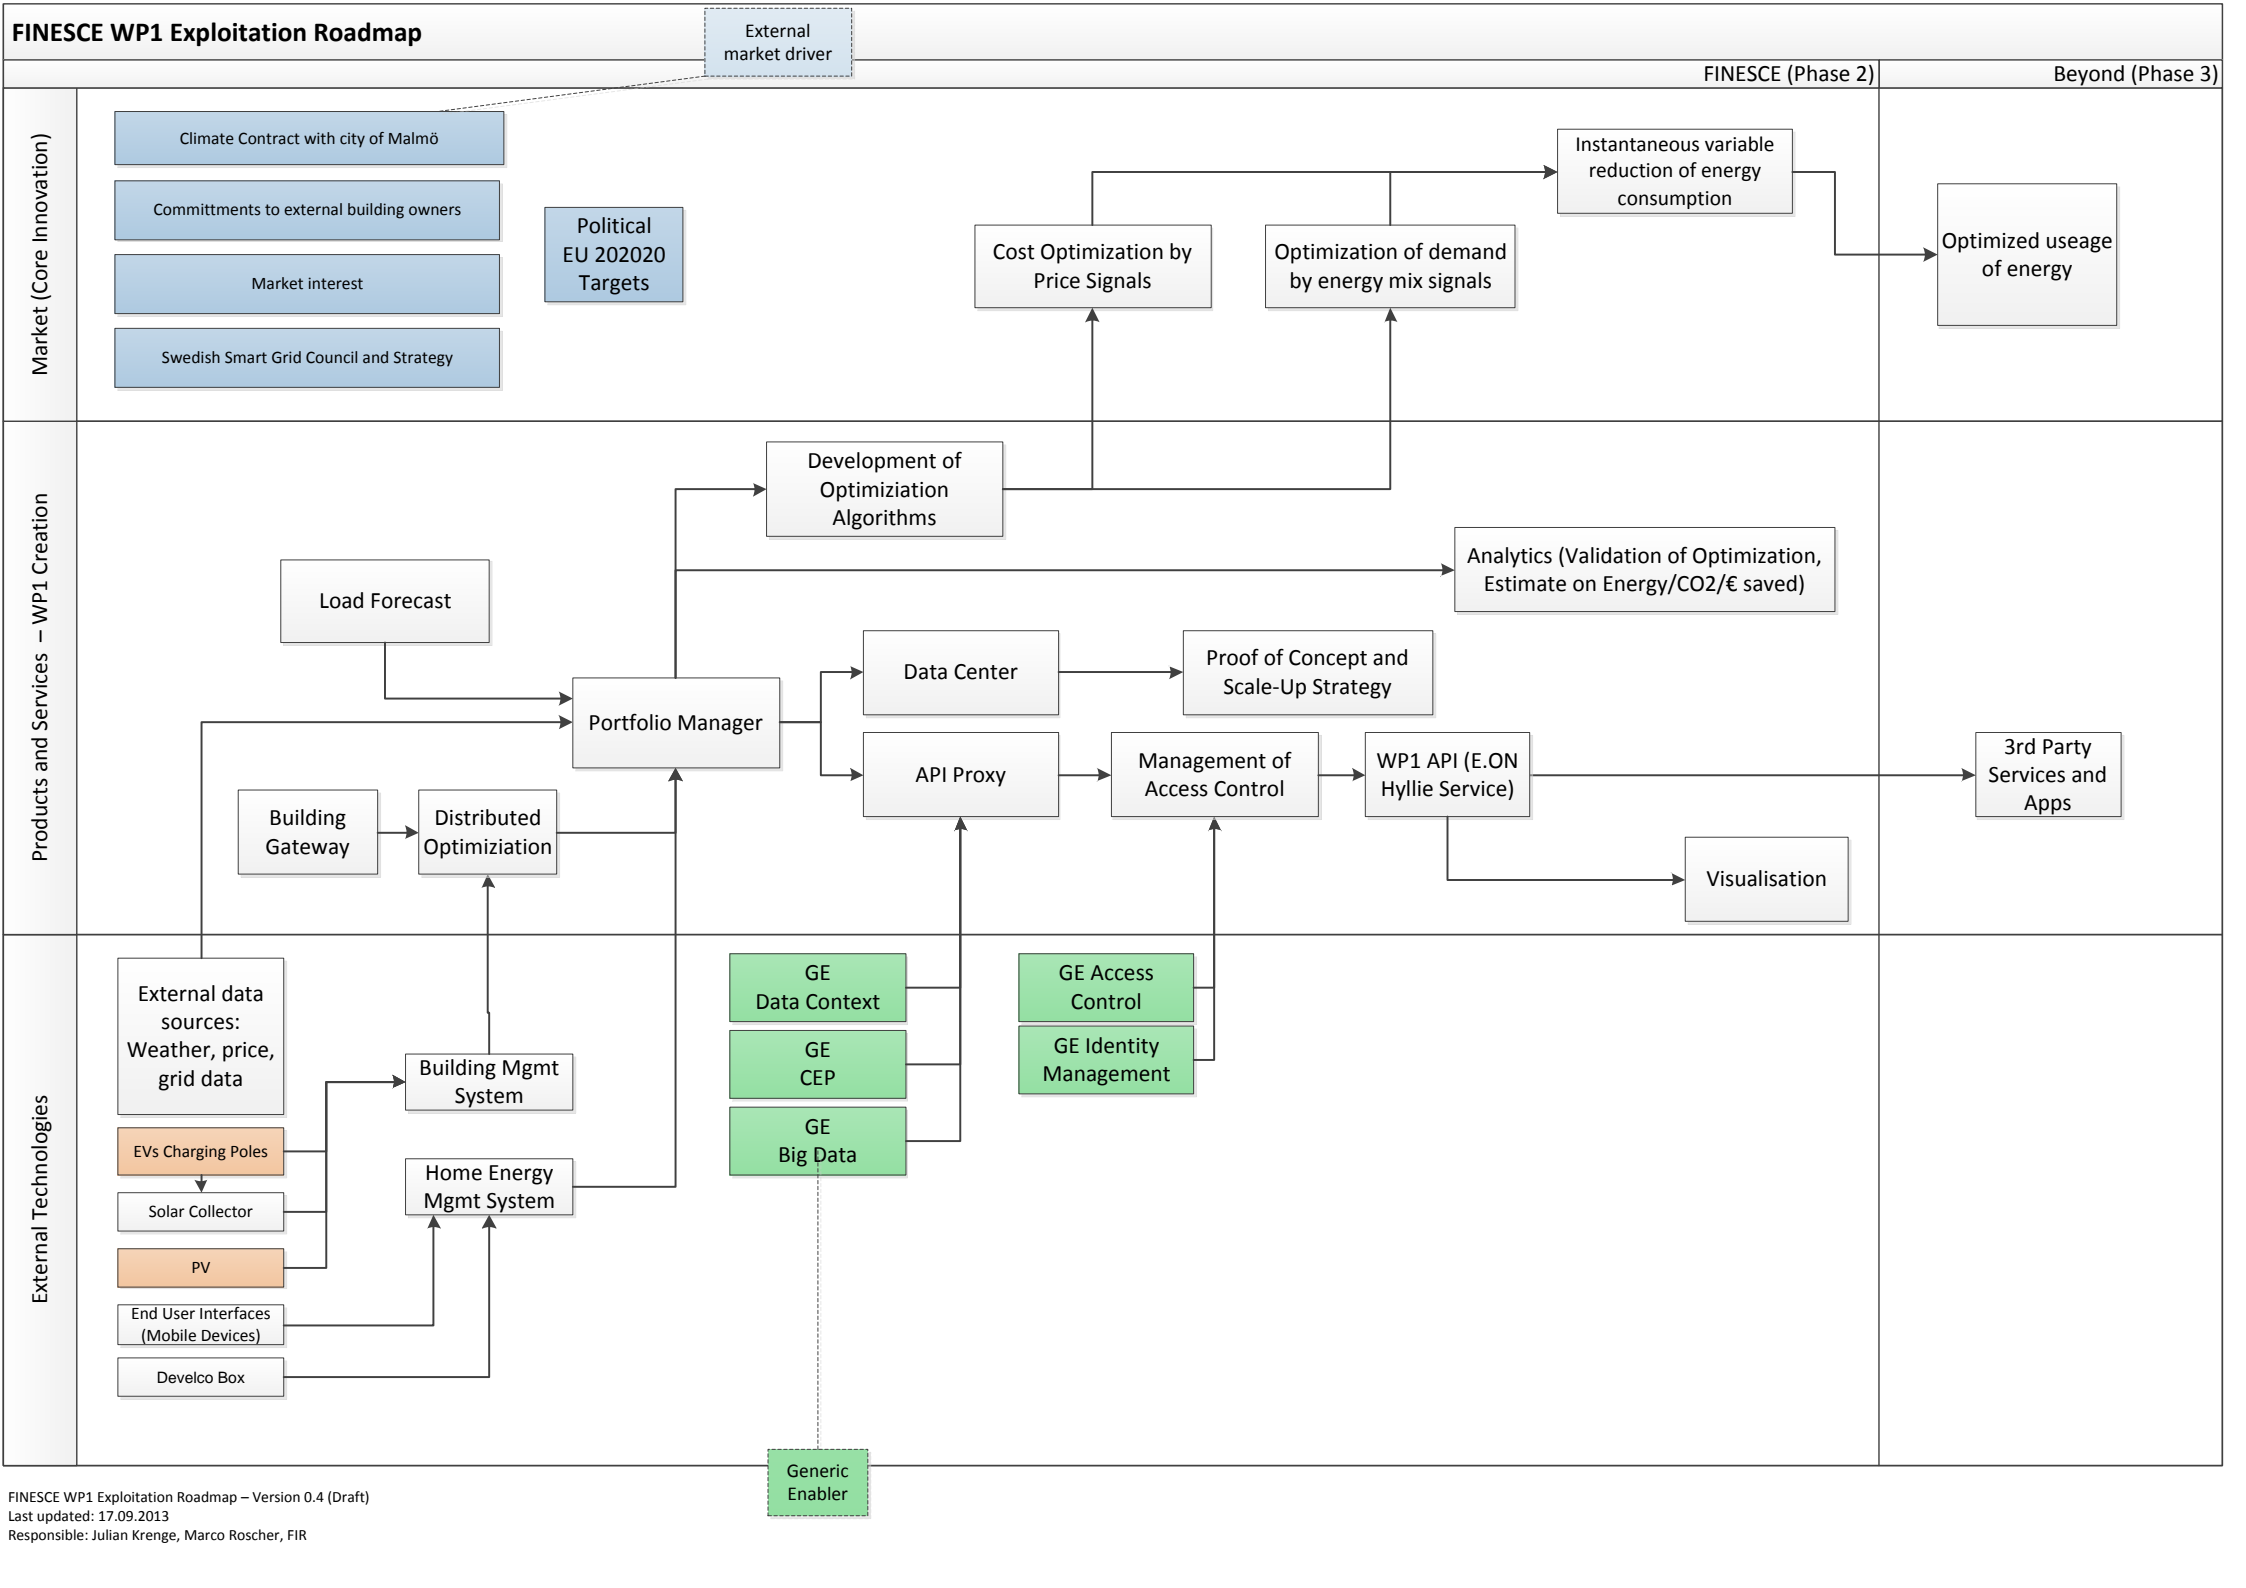 FINESCE WP1 Exploitation Roadmap
External
market driver
FINESCE (Phase 2)
Beyond (Phase 3)
Market (Core Innovation)
Climate Contract with city of Malmö
Committments to external building owners
Market interest
Swedish Smart Grid Council and Strategy
Political
EU 202020
Targets
Cost Optimization by
Price Signals
Optimization of demand
by energy mix signals
Instantaneous variable
reduction of energy
consumption
Optimized useage
of energy
Products and Services – WP1 Creation
Development of
Optimiziation
Algorithms
Analytics (Validation of Optimization,
Estimate on Energy/CO2/€ saved)
Load Forecast
Portfolio Manager
Data Center
Proof of Concept and
Scale-Up Strategy
API Proxy
Management of
Access Control
WP1 API (E.ON
Hyllie Service)
3rd Party
Services and
Apps
Building
Gateway
Distributed
Optimiziation
Visualisation
External Technologies
External data
sources:
Weather, price,
grid data
EVs Charging Poles
Solar Collector
PV
End User Interfaces
(Mobile Devices)
Develco Box
Building Mgmt
System
Home Energy
Mgmt System
GE
Data Context
GE
CEP
GE
Big Data
GE Access
Control
GE Identity
Management
Generic
Enabler
FINESCE WP1 Exploitation Roadmap – Version 0.4 (Draft)
Last updated: 17.09.2013
Responsible: Julian Krenge, Marco Roscher, FIR